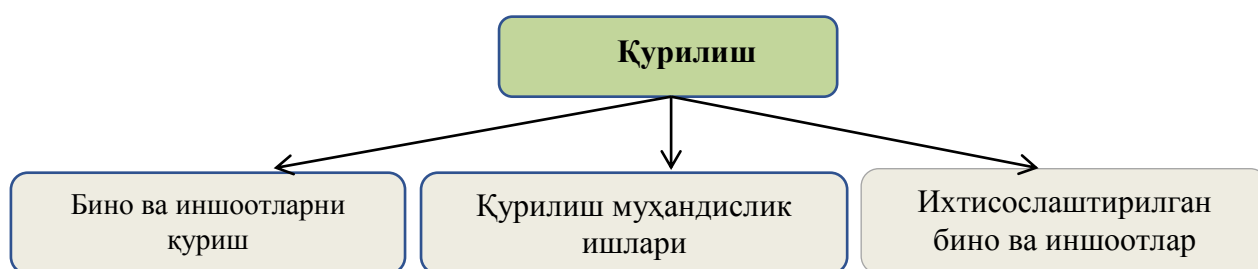 Қурилиш
Бино ва иншоотларни
қуриш
Қурилиш муҳандислик
ишлари
Ихтисослаштирилган
бино ва иншоотлар